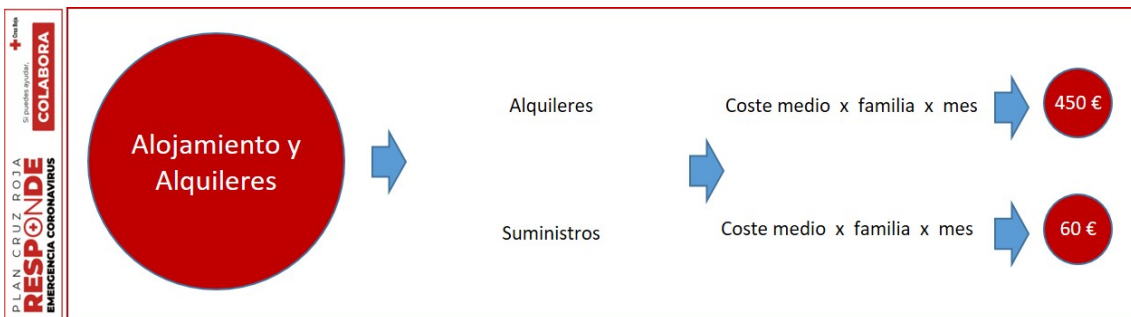 Cruz Roja
Si puedes ayudar,
COLABORA
PLAN CRUZ ROJA
RESPONDE
EMERGENCIA CORONAVIRUS
Alojamiento y
Alquileres
Alquileres
Coste medio x familia x mes
450 €
Suministros
Coste medio x familia x mes
60 €